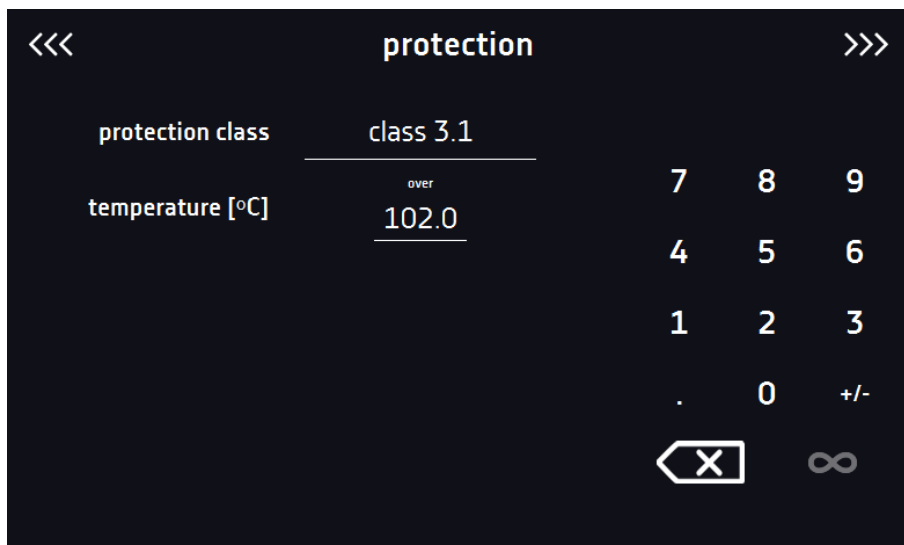 <<< protection >>>
protection class class 3.1
over
temperature [°C] 102.0
7 8 9
4 5 6
1 2 3
. 0 +/-
∞